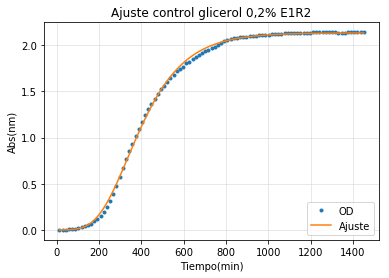 Ajuste control glicerol 0,2% E1R2
Abs(nm)
2.0
1.5
1.0
0.5
0.0
OD
Ajuste
0 200 400 600 800 1000 1200 1400
Tiempo(min)